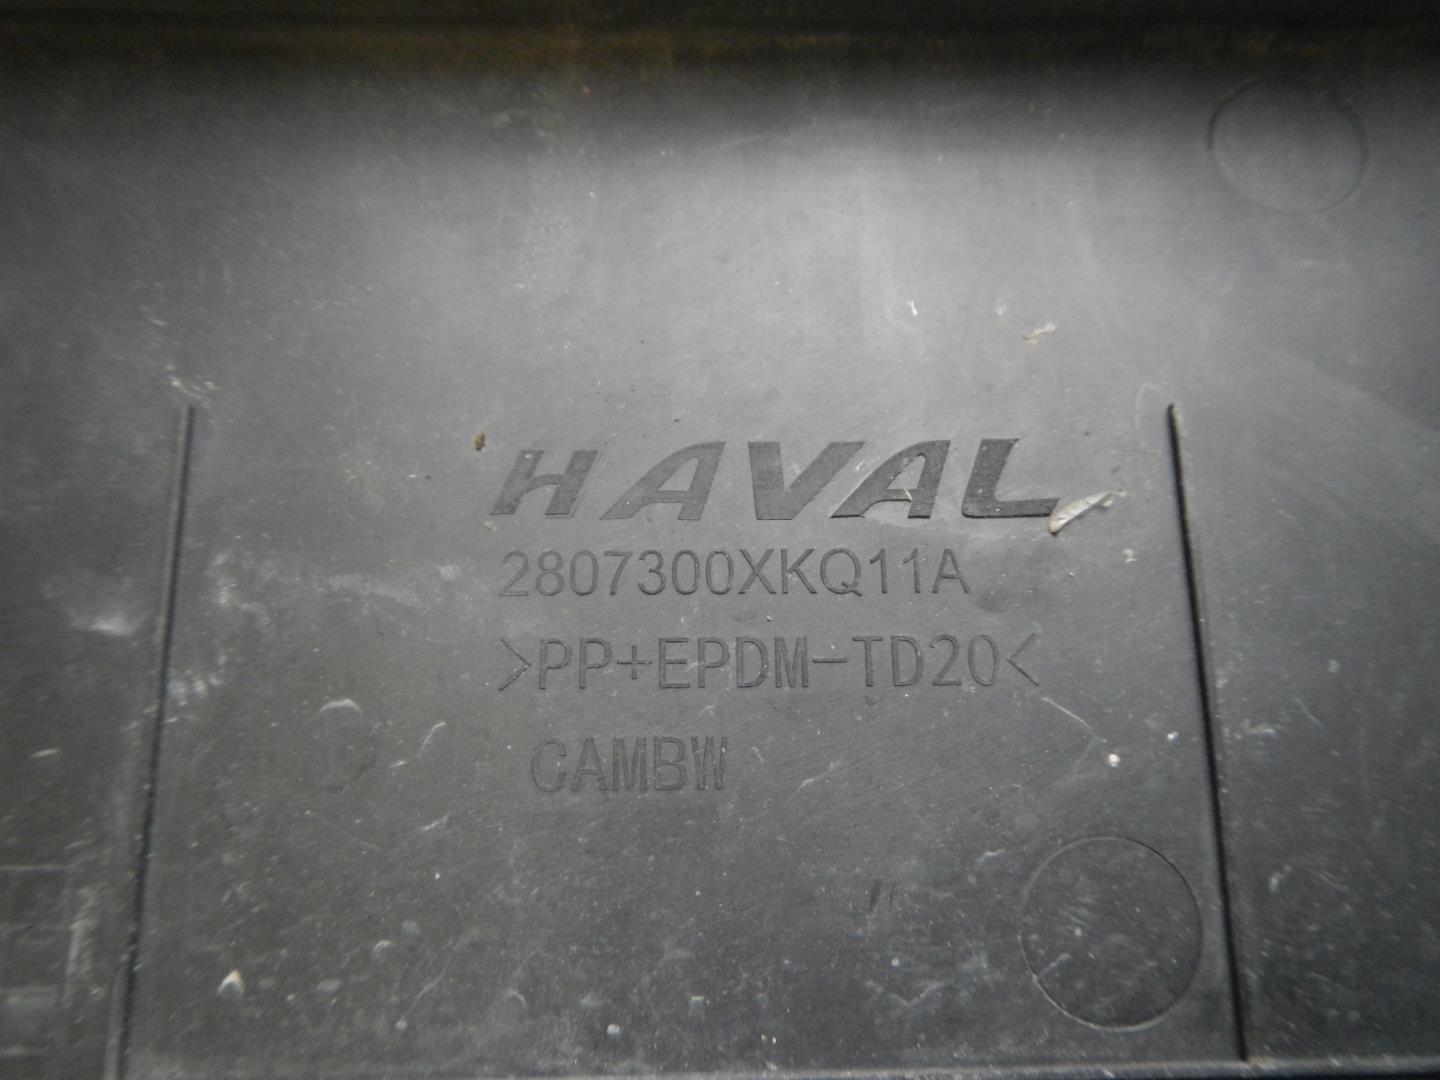 HAVAL
2807300XKQ11A
>PP+EPDM-TD20<
CAMBW